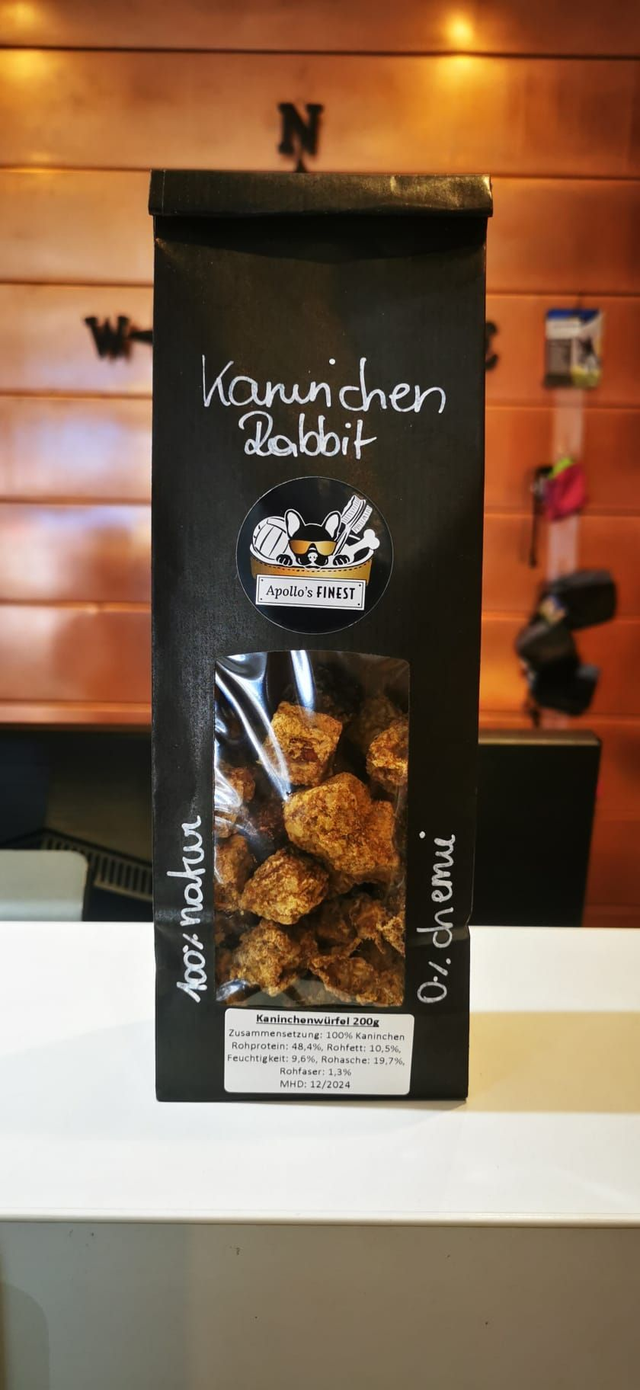 N
W
E
Kaninchen
Rabbit
Apollo's FINEST
100% natur
0% chemie
Kaninchenwürfel 200g
Zusammensetzung: 100% Kaninchen
Rohprotein: 48,4%, Rohfett: 10,5%,
Feuchtigkeit: 9,6%, Rohasche: 19,7%,
Rohfaser: 1,3%
MHD: 12/2024